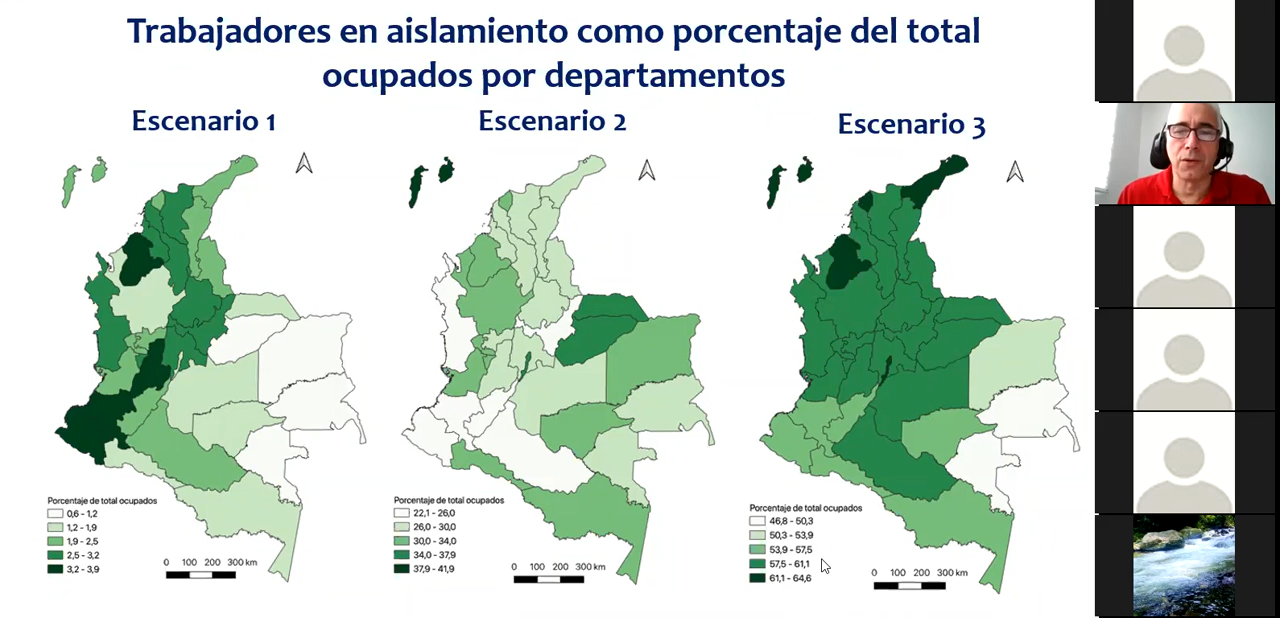 Trabajadores en aislamiento como porcentaje del total
ocupados por departamentos
Escenario 1
Escenario 2
Escenario 3
Porcentaje de total ocupados
0,6 - 1,2
1,2 - 1,9
1,9 - 2,5
2,5 - 3,2
3,2 - 3,9
0 100 200 300 km
Porcentaje de total ocupados
22,1 - 26,0
26,0 - 30,0
30,0 - 34,0
34,0 - 37,9
37,9 - 41,9
0 100 200 300 km
Porcentaje de total ocupados
46,8 - 50,3
50,3 - 53,9
53,9 - 57,5
57,5 - 61,1
61,1 - 64,6
0 100 200 300 km